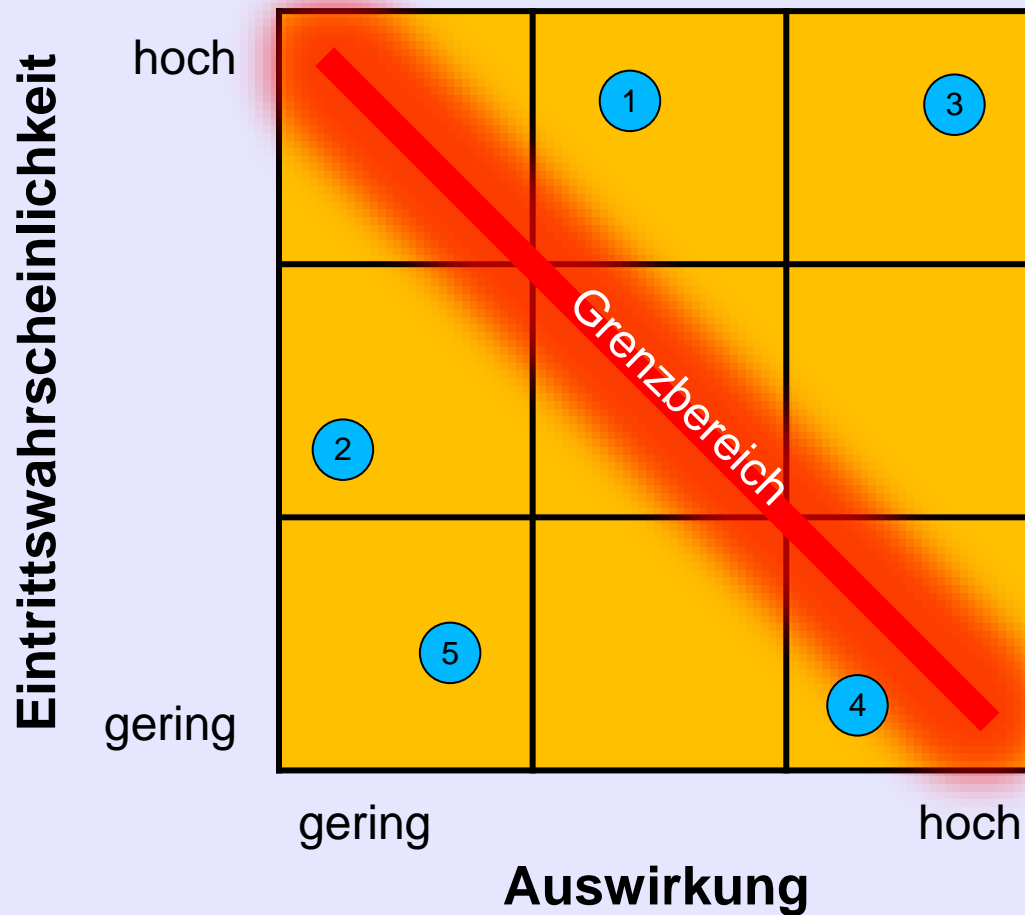 Eintrittswahrscheinlichkeit
hoch
1
3
Grenzbereich
2
5
4
gering
gering
hoch
Auswirkung